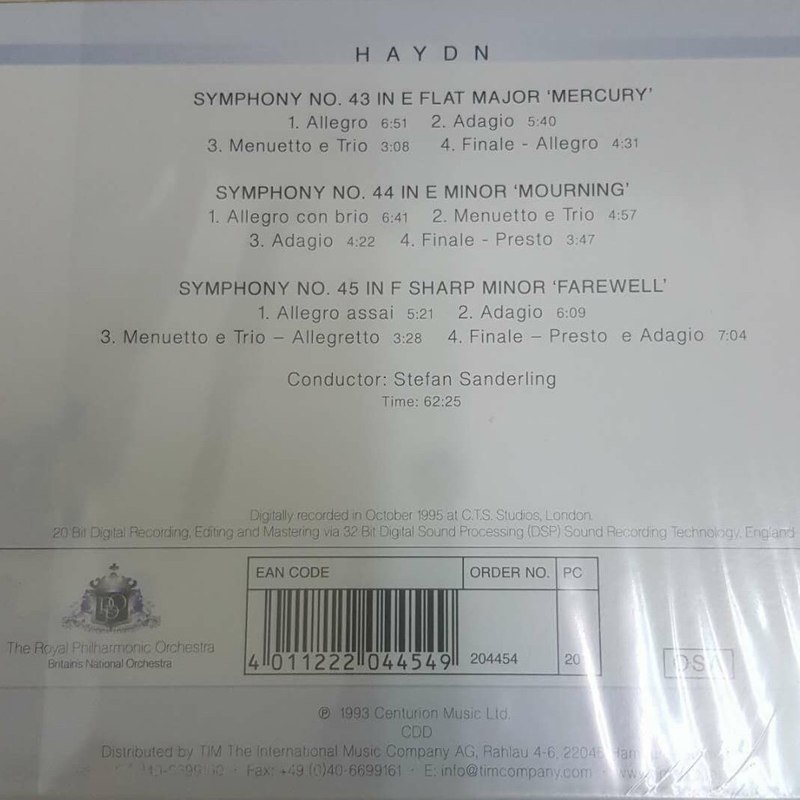 HAYDN
SYMPHONY NO. 43 IN E FLAT MAJOR 'MERCURY'
1. Allegro 6:51 2. Adagio 5:40
3. Menuetto e Trio 3:08 4. Finale - Allegro 4:31
SYMPHONY NO. 44 IN E MINOR 'MOURNING'
1. Allegro con brio 6:41 2. Menuetto e Trio 4:57
3. Adagio 4:22 4. Finale - Presto 3:47
SYMPHONY NO. 45 IN F SHARP MINOR 'FAREWELL'
1. Allegro assai 5:21 2. Adagio 6:09
3. Menuetto e Trio – Allegretto 3:28 4. Finale – Presto e Adagio 7:04
Conductor: Stefan Sanderling
Time: 62:25
Digitally recorded in October 1995 at C.T.S. Studios, London.
20 Bit Digital Recording, Editing and Mastering via 32 Bit Digital Sound Processing (DSP) Sound Recording Technology, England
EAN CODE ORDER NO. PC
4 011222 044549 204454 20
The Royal Philharmonic Orchestra
Britain's National Orchestra
℗ 1993 Centurion Music Ltd.
CDD
Distributed by TIM The International Music Company AG, Rahlau 4-6,
Fax: +49 (0)40-6699161 · E: info@timcompany.com